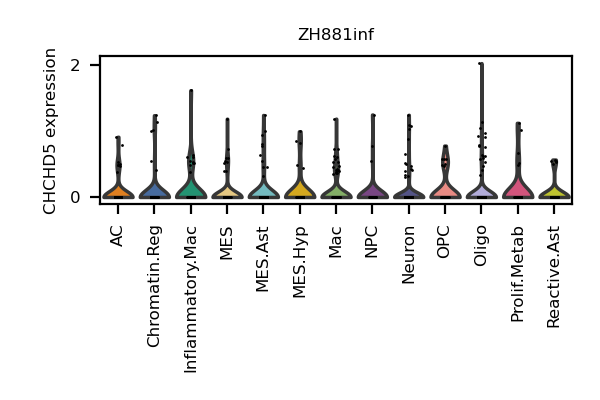 ZH881inf
CHCHD5 expression
2
0
AC
Chromatin.Reg
Inflammatory.Mac
MES
MES.Ast
MES.Hyp
Mac
NPC
Neuron
OPC
Oligo
Prolif.Metab
Reactive.Ast